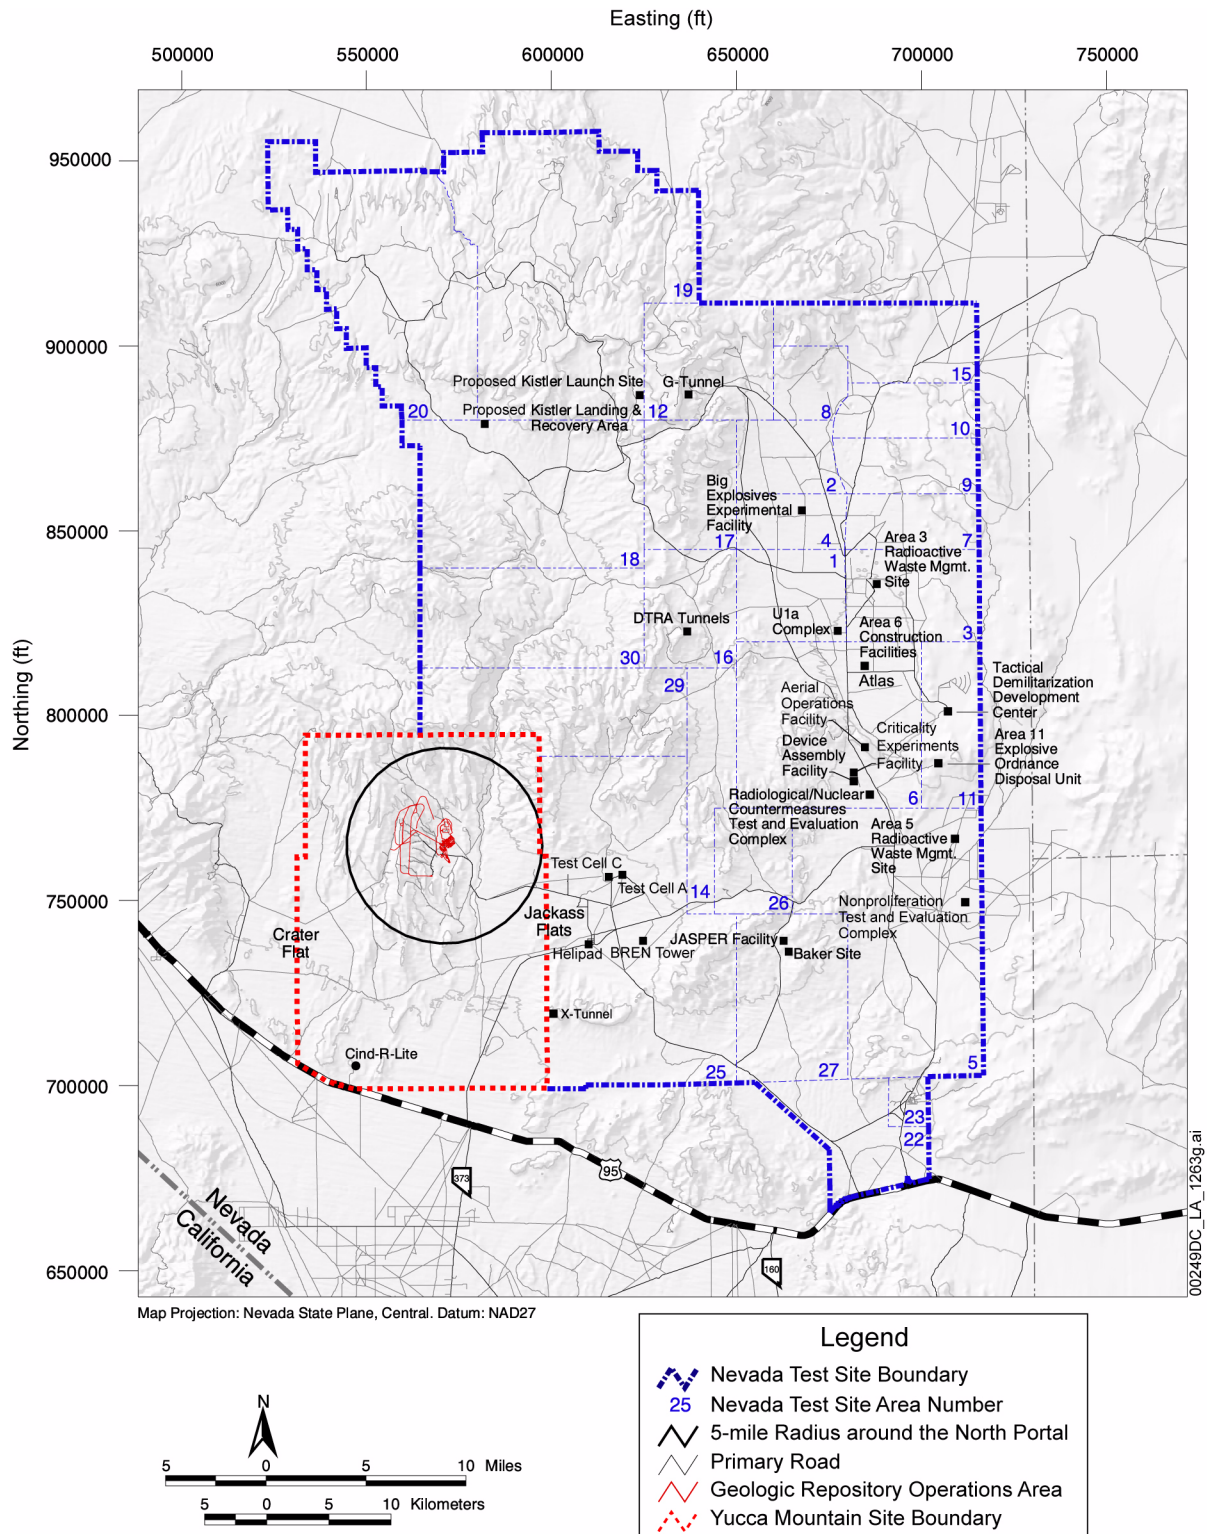 Easting (ft)
500000 550000 600000 650000 700000 750000
Northing (ft)
950000
900000
850000
800000
750000
700000
650000
19
15
Proposed Kistler Launch Site
G-Tunnel
20
Proposed Kistler Landing &
Recovery Area
12
8
10
Big
Explosives
Experimental
Facility
2
9
17
4
7
18
1
Area 3
Radioactive
Waste Mgmt.
Site
DTRA Tunnels
U1a
Complex
Area 6
Construction
Facilities
3
Atlas
30
16
29
Tactical
Demilitarization
Development
Center
Aerial
Operations
Facility
Criticality
Experiments
Facility
Device
Assembly
Facility
Area 11
Explosive
Ordnance
Disposal Unit
Radiological/Nuclear
Countermeasures
Test and Evaluation
Complex
6
11
Area 5
Radioactive
Waste Mgmt.
Site
Test Cell C
Test Cell A
14
26
Nonproliferation
Test and Evaluation
Complex
Jackass
Flats
Crater
Flat
Helipad
BREN Tower
JASPER Facility
Baker Site
X-Tunnel
Cind-R-Lite
25
27
5
23
22
95
373
160
Nevada
California
00249DC_LA_1263g.ai
Map Projection: Nevada State Plane, Central. Datum: NAD27
N
5 0 5 10 Miles
5 0 5 10 Kilometers
Legend
Nevada Test Site Boundary
25 Nevada Test Site Area Number
5-mile Radius around the North Portal
Primary Road
Geologic Repository Operations Area
Yucca Mountain Site Boundary